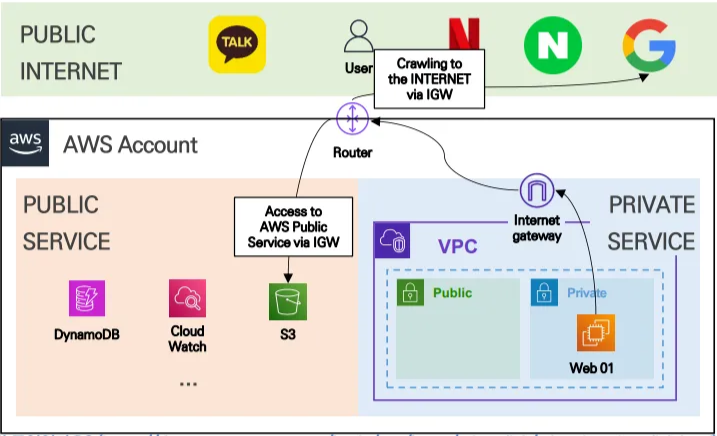 PUBLIC
INTERNET
TALK
User
N
N
G
Crawling to
the INTERNET
via IGW
aws
AWS Account
Router
PUBLIC
SERVICE
Access to
AWS Public
Service via IGW
DynamoDB
Cloud
Watch
...
S3
Internet
gateway
PRIVATE
SERVICE
VPC
Public
Private
Web 01